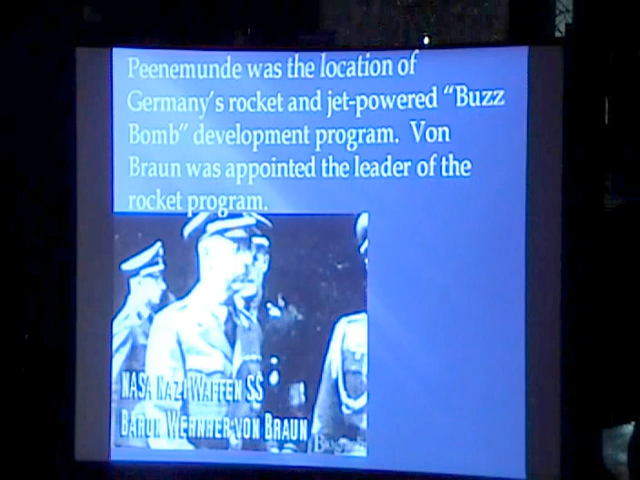 Peenemunde was the location of
Germany's rocket and jet-powered “Buzz
Bomb” development program. Von
Braun was appointed the leader of the
rocket program.
NASA NAZI WAFFEN SS
BARON WERNHER VON BRAUN